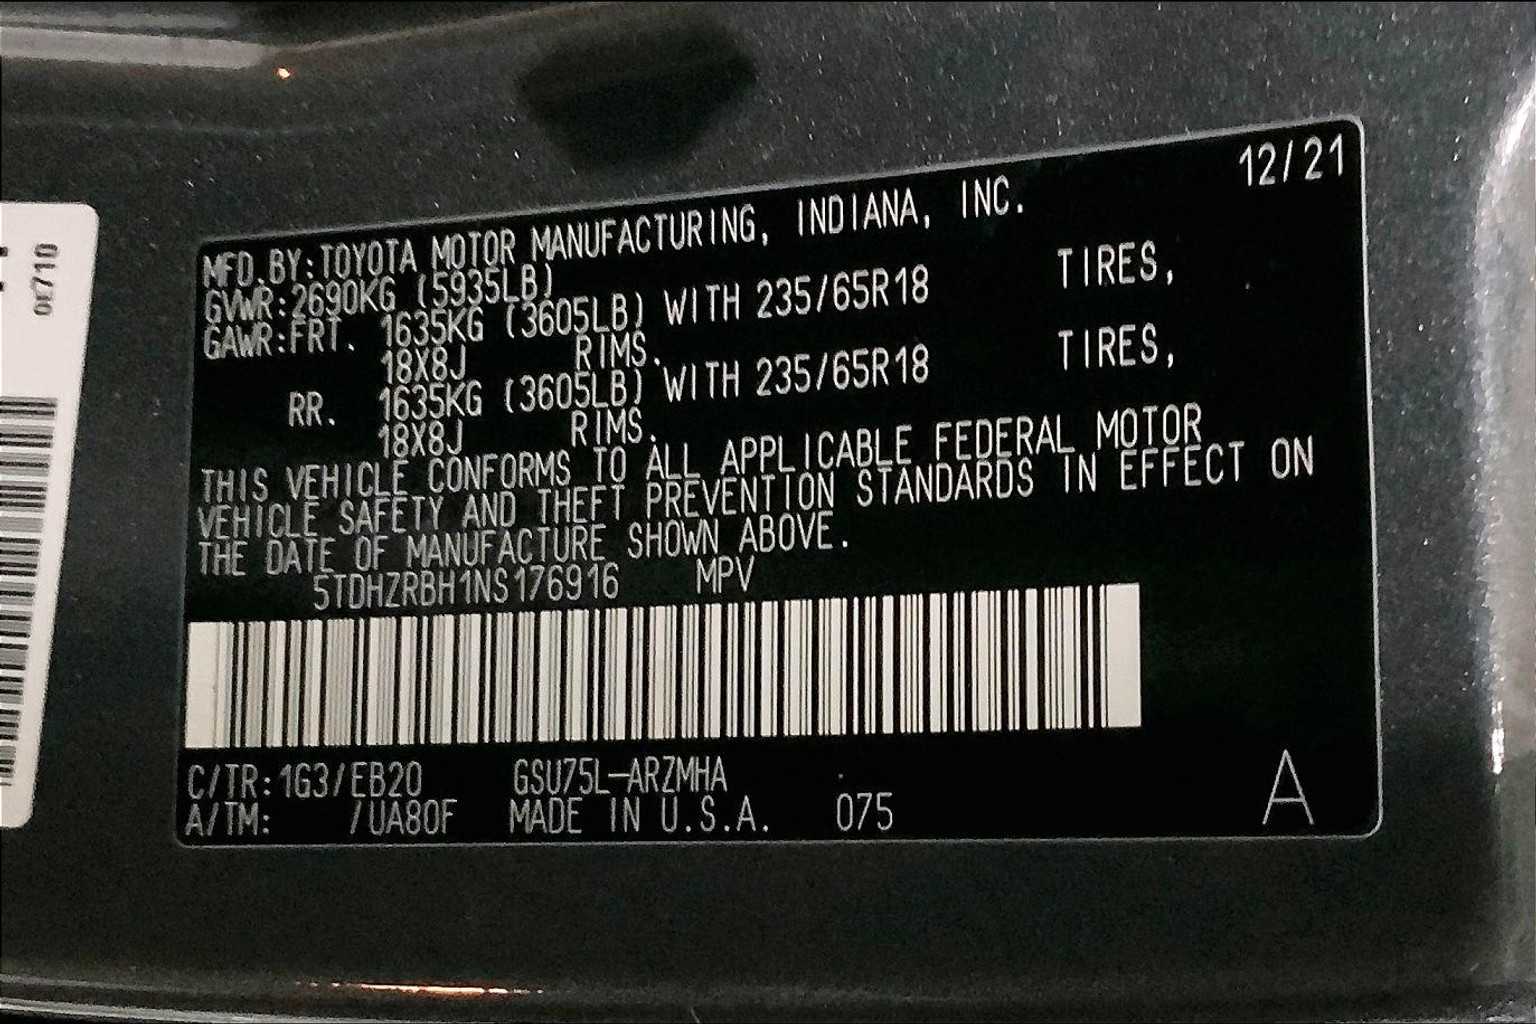 12/21
MFD.BY:TOYOTA MOTOR MANUFACTURING, INDIANA, INC.
GVWR:2690KG (5935LB)
GAWR:FRT. 1635KG (3605LB) WITH 235/65R18 TIRES,
18X8J RIMS.
RR. 1635KG (3605LB) WITH 235/65R18 TIRES,
18X8J RIMS.
THIS VEHICLE CONFORMS TO ALL APPLICABLE FEDERAL MOTOR
VEHICLE SAFETY AND THEFT PREVENTION STANDARDS IN EFFECT ON
THE DATE OF MANUFACTURE SHOWN ABOVE.
5TDHZRBH1NS176916 MPV
C/TR:1G3/EB20 GSU75L-ARZMHA
A/TM: /UA80F MADE IN U.S.A. 075
A